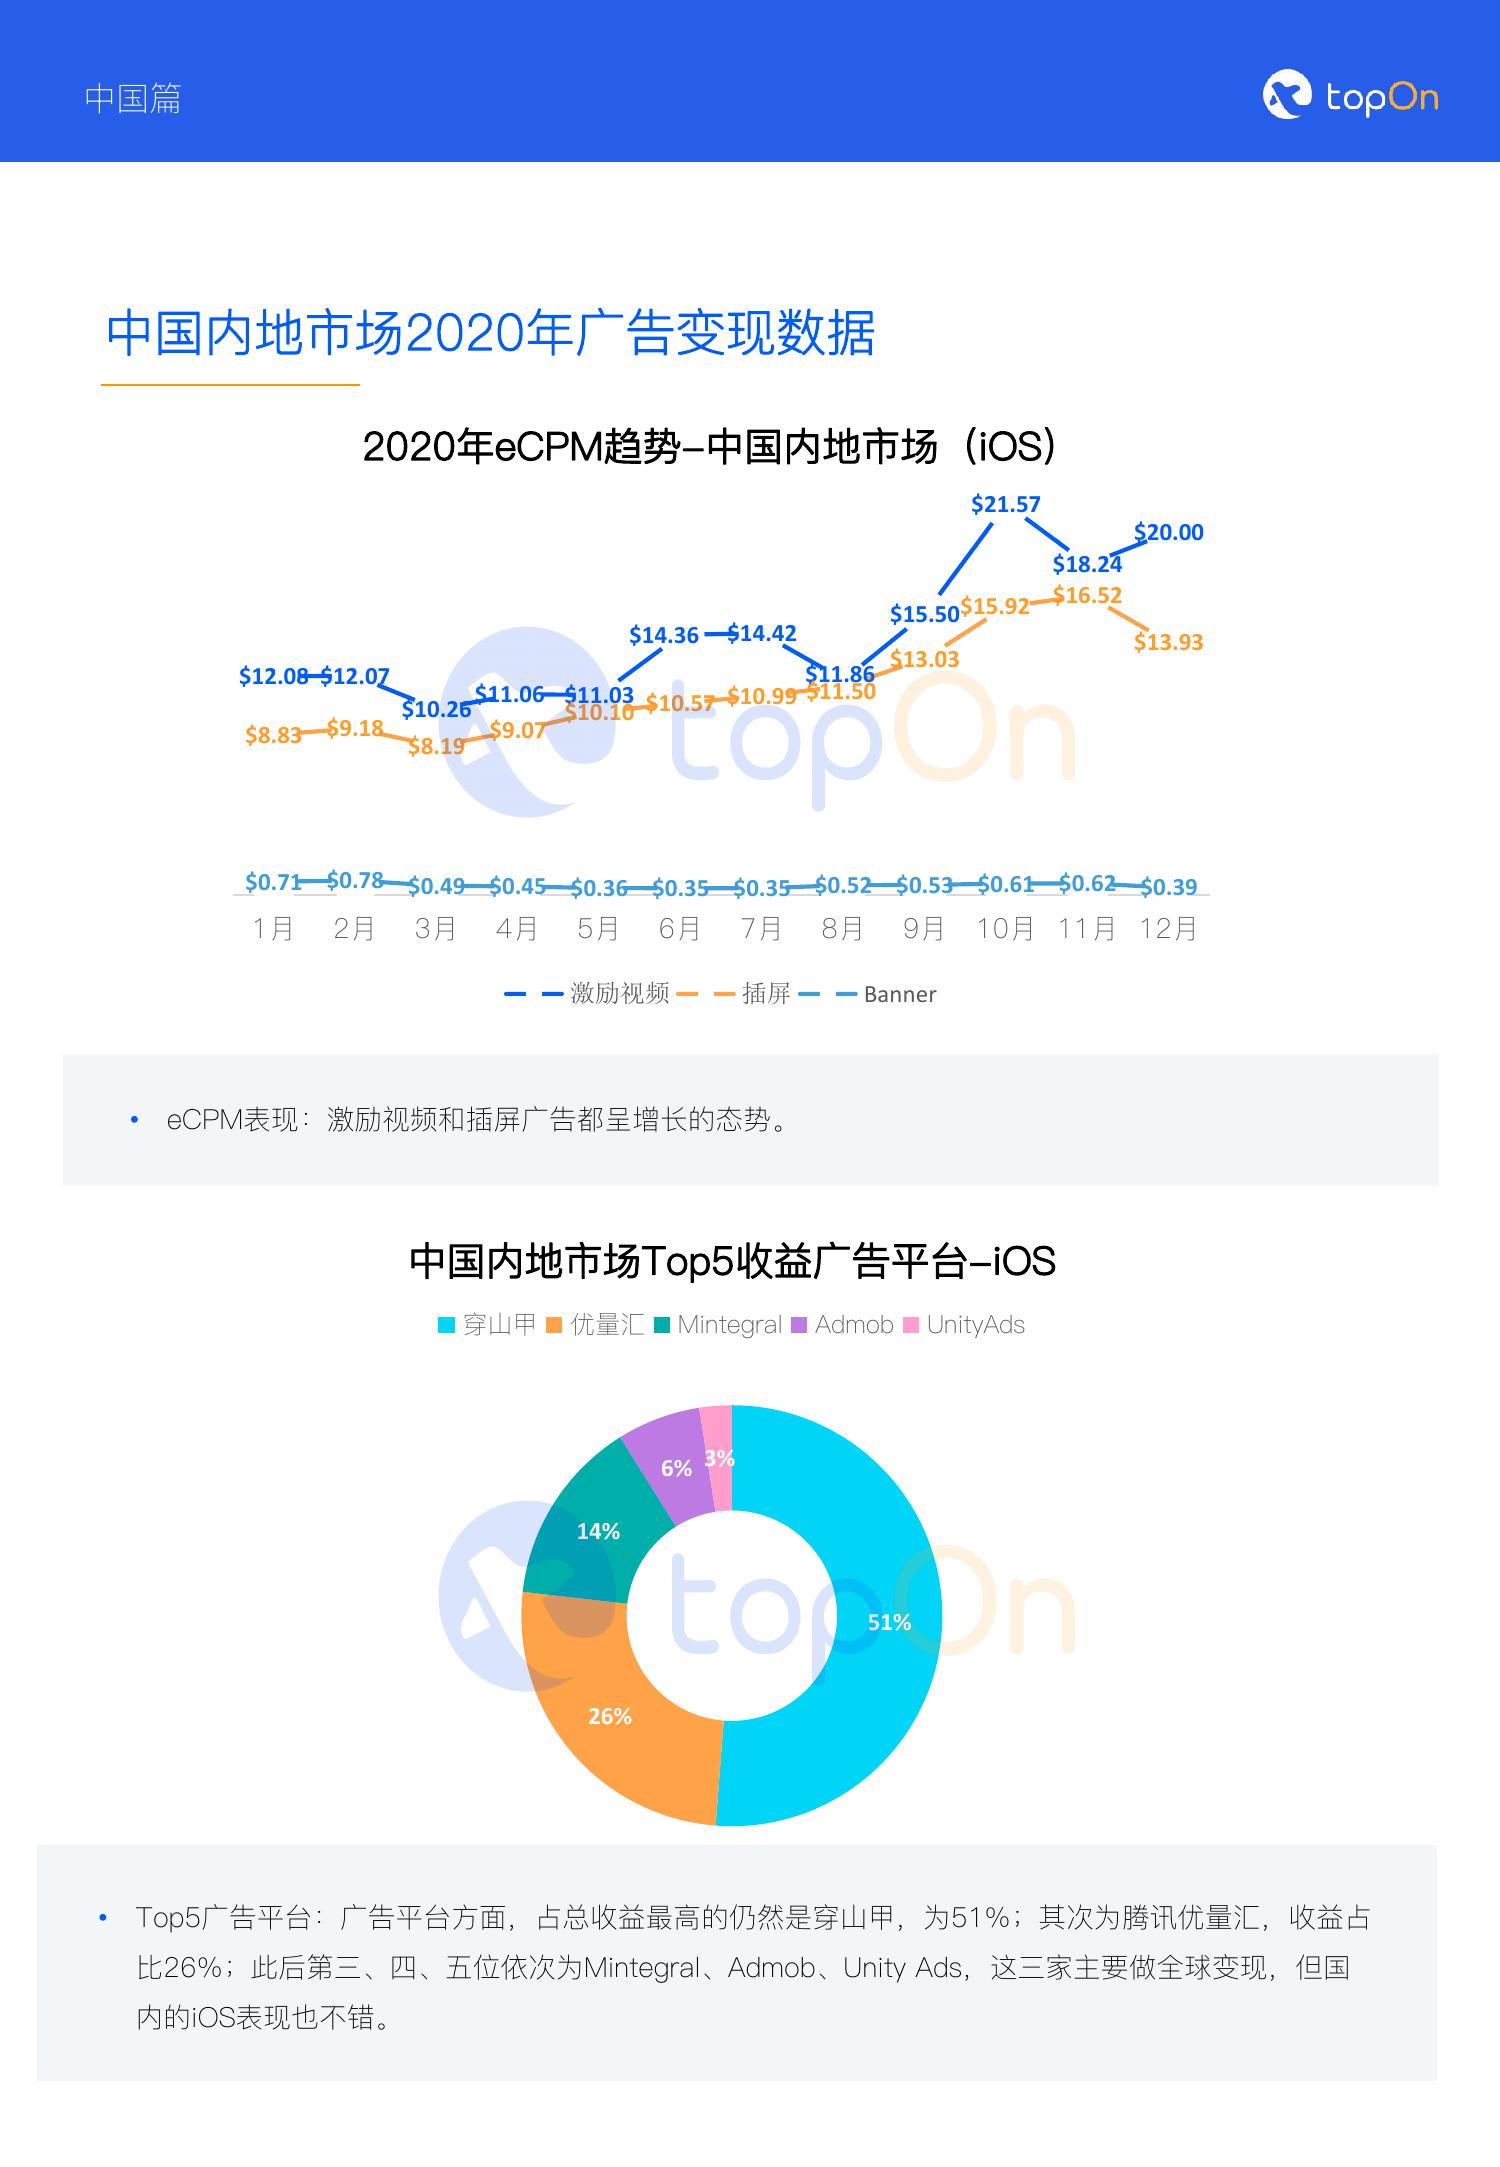 中国篇
topOn
中国内地市场2020年广告变现数据
2020年eCPM趋势-中国内地市场（iOS）
$21.57
$20.00
$18.24
$16.52
$15.92
$15.50
$14.36 $14.42
$13.93
$13.03
$12.08 $12.07 $10.26 $11.06 $11.03 $11.86
$8.83 $9.18 $8.19 $9.07 $10.10 $10.57 $10.99 $11.50
$0.71 $0.78 $0.49 $0.45 $0.36 $0.35 $0.35 $0.52 $0.53 $0.61 $0.62 $0.39
1月 2月 3月 4月 5月 6月 7月 8月 9月 10月 11月 12月
激励视频 插屏 Banner
topOn
• eCPM表现：激励视频和插屏广告都呈增长的态势。
中国内地市场Top5收益广告平台-iOS
穿山甲 优量汇 Mintegral Admob UnityAds
3%
6%
14%
51%
26%
topOn
• Top5广告平台：广告平台方面，占总收益最高的仍然是穿山甲，为51%；其次为腾讯优量汇，收益占
比26%；此后第三、四、五位依次为Mintegral、Admob、Unity Ads，这三家主要做全球变现，但国
内的iOS表现也不错。